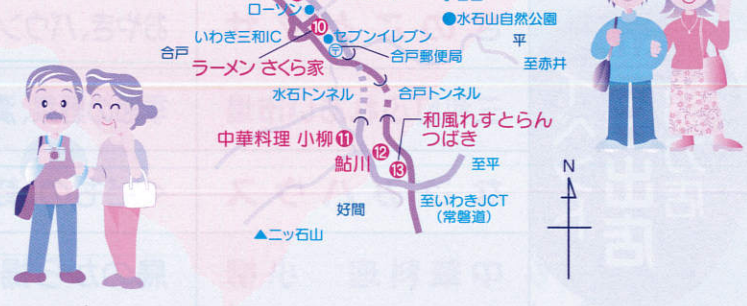 ローソン
水石山自然公園
10
セブンイレブン
いわき三和IC
〒
合戸郵便局
平
合戸
至赤井
ラーメン さくら家
水石トンネル
合戸トンネル
和風れすとらん
つばき
中華料理 小柳 11
鮎川 12
13
至平
N
好間
至いわきJCT
(常磐道)
▲二ッ石山